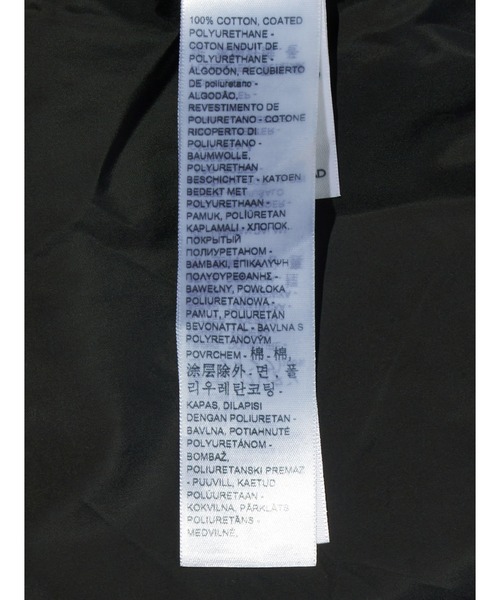 100% COTTON, COATED
POLYURETHANE -
COTON ENDUIT DE
POLYURÉTHANE -
ALGODÓN, RECUBIERTO
DE poliuretano -
ALGODÃO,
REVESTIMENTO DE
POLIURETANO - COTONE
RICOPERTO DI
POLIURETANO -
BAUMWOLLE,
POLYURETHAN
BESCHICHTET - KATOEN
BEDEKT MET
POLYURETHAAN -
PAMUK, POLİÜRETAN
KAPLAMALI - ХЛОПОК,
ПОКРЫТЫЙ
ПОЛИУРЕТАНОМ -
ΒΑΜΒΑΚΙ, ΕΠΙΚΑΛΥΨΗ
ΠΟΛΥΟΥΡΕΘΑΝΗΣ -
BAWEŁNY, POWŁOKA
POLIURETANOWA -
PAMUT, POLIURETÁN
BEVONATTAL - BAVLNA S
POLYRETANOVÝM
POVRCHEM - 棉 - 棉,
涂层除外 - 면, 폴
리우레탄코팅 -
KAPAS, DILAPISI
DENGAN POLIURETAN -
BAVLNA, POTIAHNUTÉ
POLYURETÁNOM -
BOMBAŽ,
POLIURETANSKI PREMAZ
- PUUVILL, KAETUD
POLÜURETAAN -
KOKVILNA, PĀRKLĀTS
POLIURETĀNS -
MEDVILNĖ,